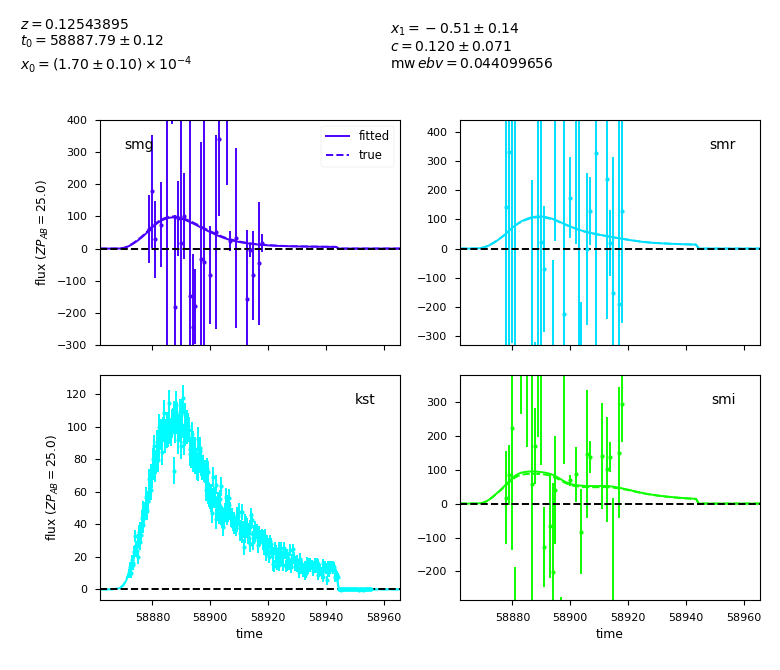 z = 0.12543895
t₀ = 58887.79 ± 0.12
x₀ = (1.70 ± 0.10) × 10⁻⁴
x₁ = −0.51 ± 0.14
c = 0.120 ± 0.071
mw ebv = 0.044099656
smg
fitted
true
400
300
200
100
0
−100
−200
−300
flux (ZP_AB = 25.0)
smr
400
300
200
100
0
−100
−200
−300
kst
120
100
80
60
40
20
0
flux (ZP_AB = 25.0)
58880 58900 58920 58940 58960
time
smi
300
200
100
0
−100
−200
58880 58900 58920 58940 58960
time